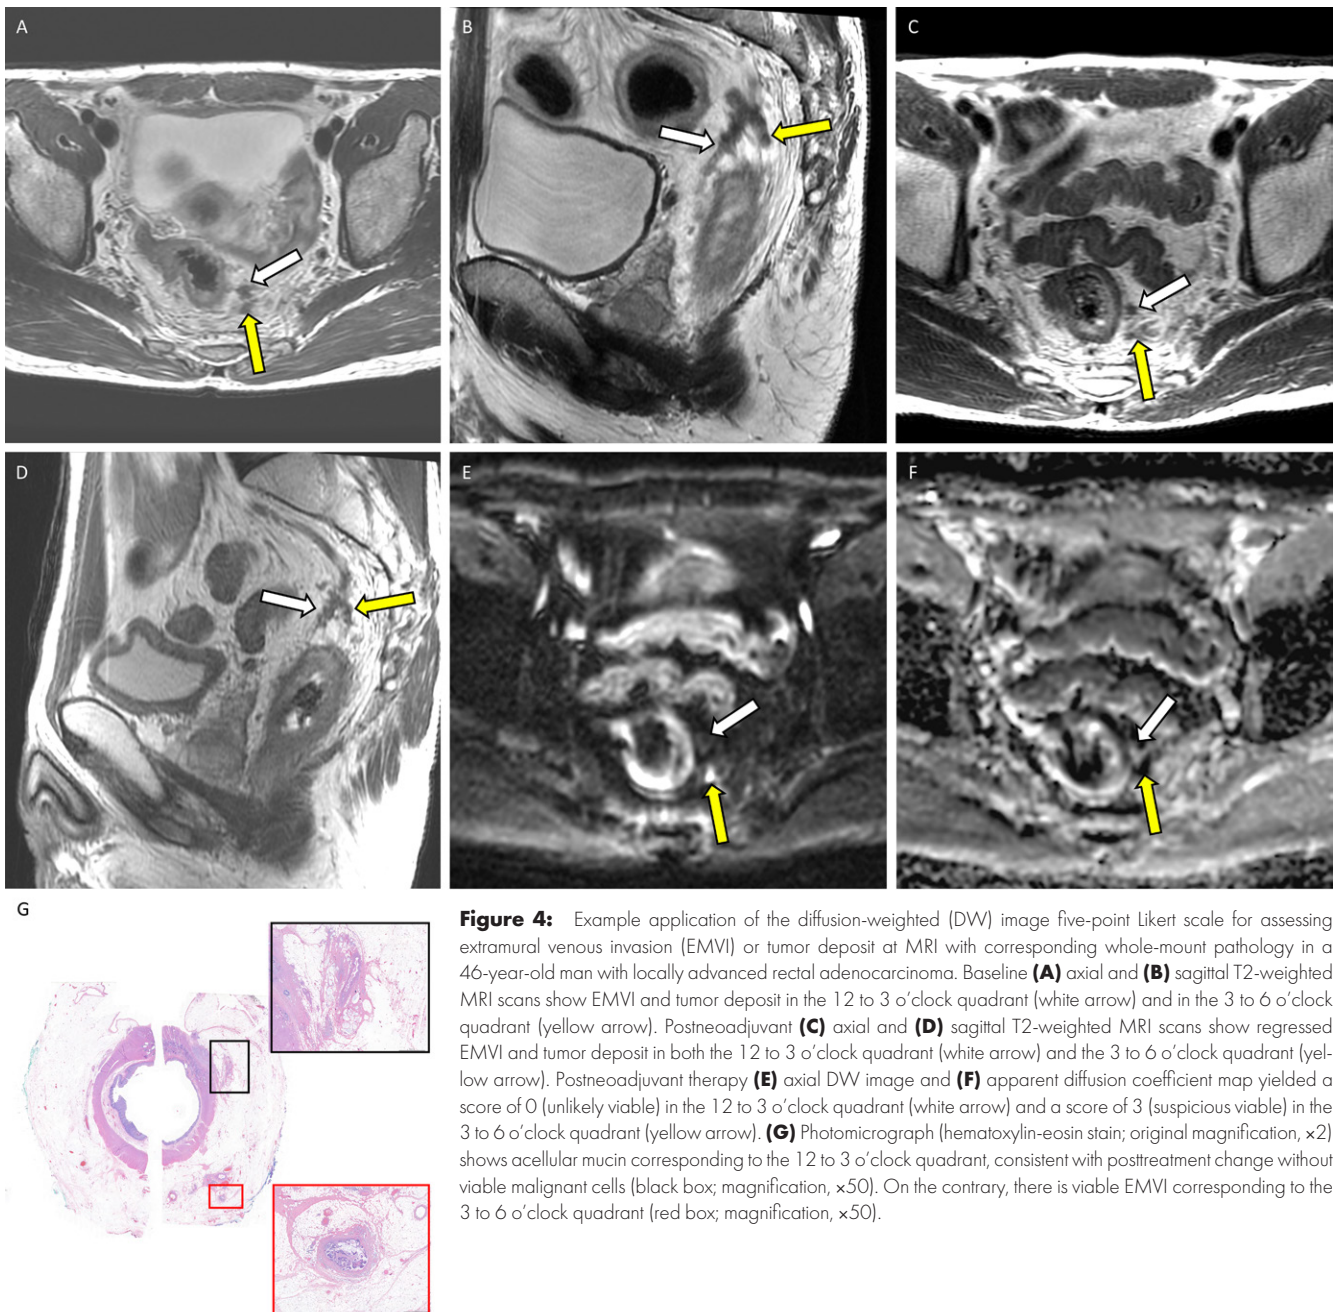 A
B
C
D
E
F
G
Figure 4: Example application of the diffusion-weighted (DW) image five-point Likert scale for assessing
extramural venous invasion (EMVI) or tumor deposit at MRI with corresponding whole-mount pathology in a
46-year-old man with locally advanced rectal adenocarcinoma. Baseline (A) axial and (B) sagittal T2-weighted
MRI scans show EMVI and tumor deposit in the 12 to 3 o'clock quadrant (white arrow) and in the 3 to 6 o'clock
quadrant (yellow arrow). Postneoadjuvant (C) axial and (D) sagittal T2-weighted MRI scans show regressed
EMVI and tumor deposit in both the 12 to 3 o'clock quadrant (white arrow) and the 3 to 6 o'clock quadrant (yel-
low arrow). Postneoadjuvant therapy (E) axial DW image and (F) apparent diffusion coefficient map yielded a
score of 0 (unlikely viable) in the 12 to 3 o'clock quadrant (white arrow) and a score of 3 (suspicious viable) in the
3 to 6 o'clock quadrant (yellow arrow). (G) Photomicrograph (hematoxylin-eosin stain; original magnification, ×2)
shows acellular mucin corresponding to the 12 to 3 o'clock quadrant, consistent with posttreatment change without
viable malignant cells (black box; magnification, ×50). On the contrary, there is viable EMVI corresponding to the
3 to 6 o'clock quadrant (red box; magnification, ×50).